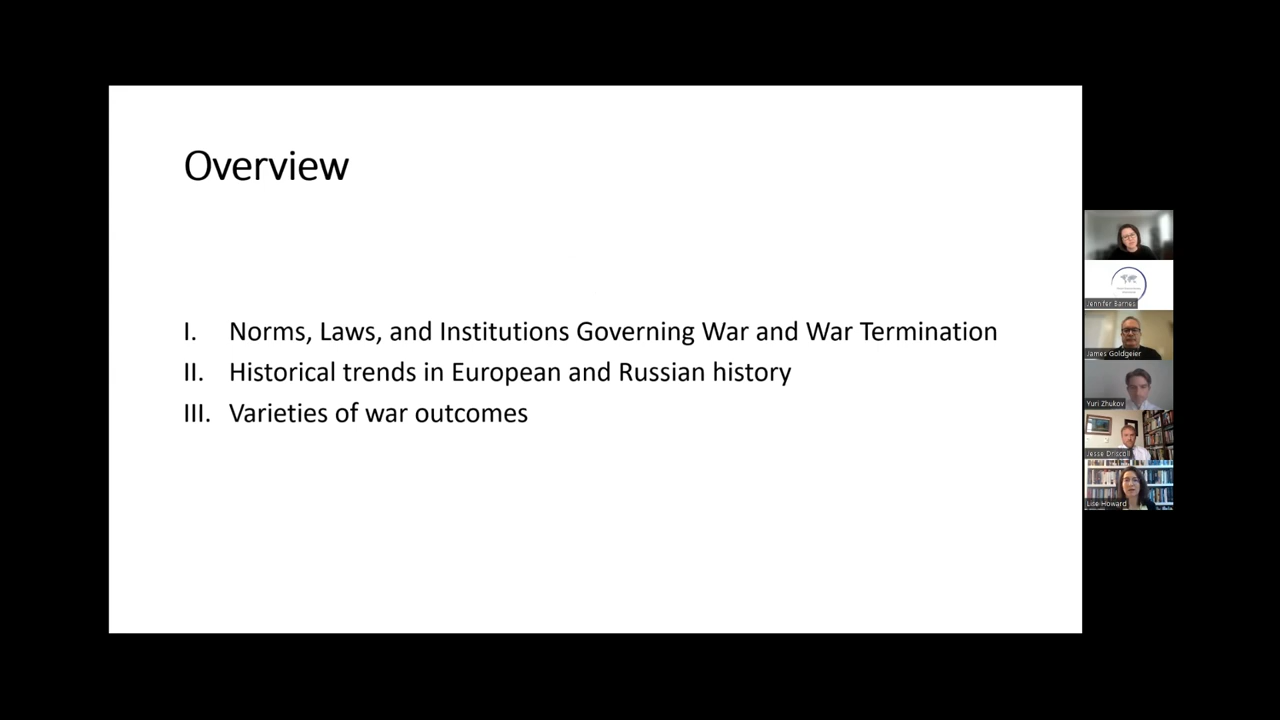 Overview
I. Norms, Laws, and Institutions Governing War and War Termination
II. Historical trends in European and Russian history
III. Varieties of war outcomes
Jennifer Barnes
James Goldgeier
Yuri Zhukov
Jesse Driscoll
Lise Howard